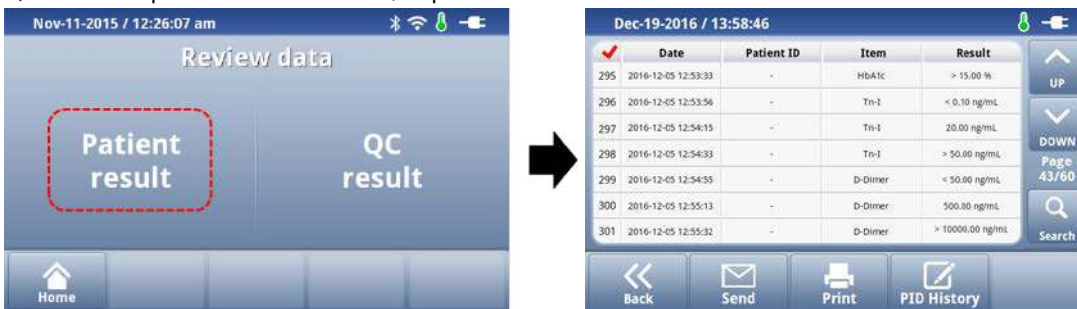 Nov-11-2015 / 12:26:07 am
Review data
Patient
result
QC
result
Home
Dec-19-2016 / 13:58:46
Date Patient ID Item Result
295 2016-12-05 12:53:33 - HbA1c > 15.00 %
296 2016-12-05 12:53:56 - Tn-I < 0.10 ng/mL
297 2016-12-05 12:54:15 - Tn-I 20.00 ng/mL
298 2016-12-05 12:54:33 - Tn-I > 50.00 ng/mL
299 2016-12-05 12:54:55 - D-Dimer < 50.00 ng/mL
300 2016-12-05 12:55:13 - D-Dimer 500.00 ng/mL
301 2016-12-05 12:55:32 - D-Dimer > 10000.00 ng/mL
UP
DOWN
Page
43/60
Search
Back Send Print PID History